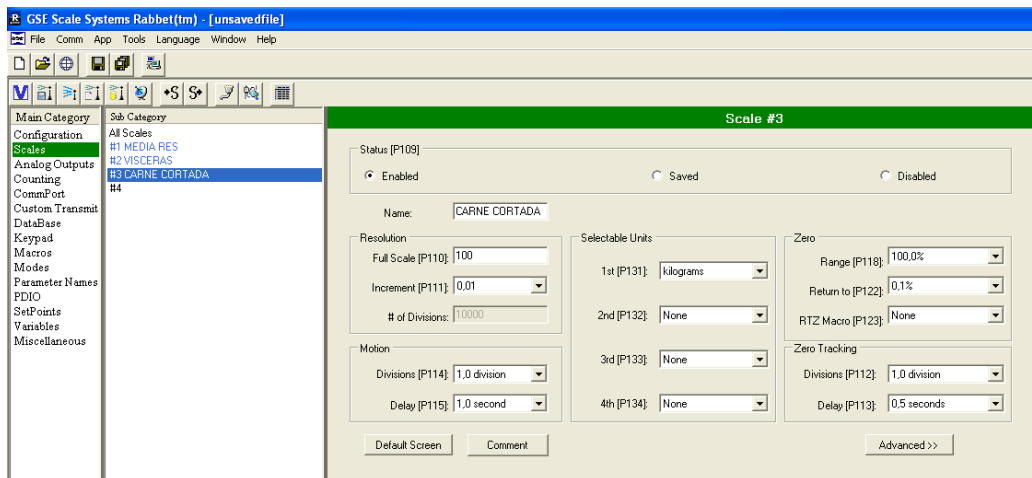 GSE Scale Systems Rabbet(tm) - [unsavedfile]
File Comm App Tools Language Window Help
Main Category
Configuration
Scales
Analog Outputs
Counting
CommPort
Custom Transmit
DataBase
Keypad
Macros
Modes
Parameter Names
PDIO
SetPoints
Variables
Miscellaneous
Sub Category
All Scales
#1 MEDIA RES
#2 VISCERAS
#3 CARNE CORTADA
#4
Scale #3
Status [P109]
Enabled Saved Disabled
Name: CARNE CORTADA
Resolution
Full Scale [P110]: 100
Increment [P111]: 0,01
# of Divisions: 10000
Motion
Divisions [P114]: 1,0 division
Delay [P115]: 1,0 second
Selectable Units
1st [P131]: kilograms
2nd [P132]: None
3rd [P133]: None
4th [P134]: None
Zero
Range [P118]: 100,0%
Return to [P122]: 0,1%
RTZ Macro [P123]: None
Zero Tracking
Divisions [P112]: 1,0 division
Delay [P113]: 0,5 seconds
Default Screen Comment Advanced >>